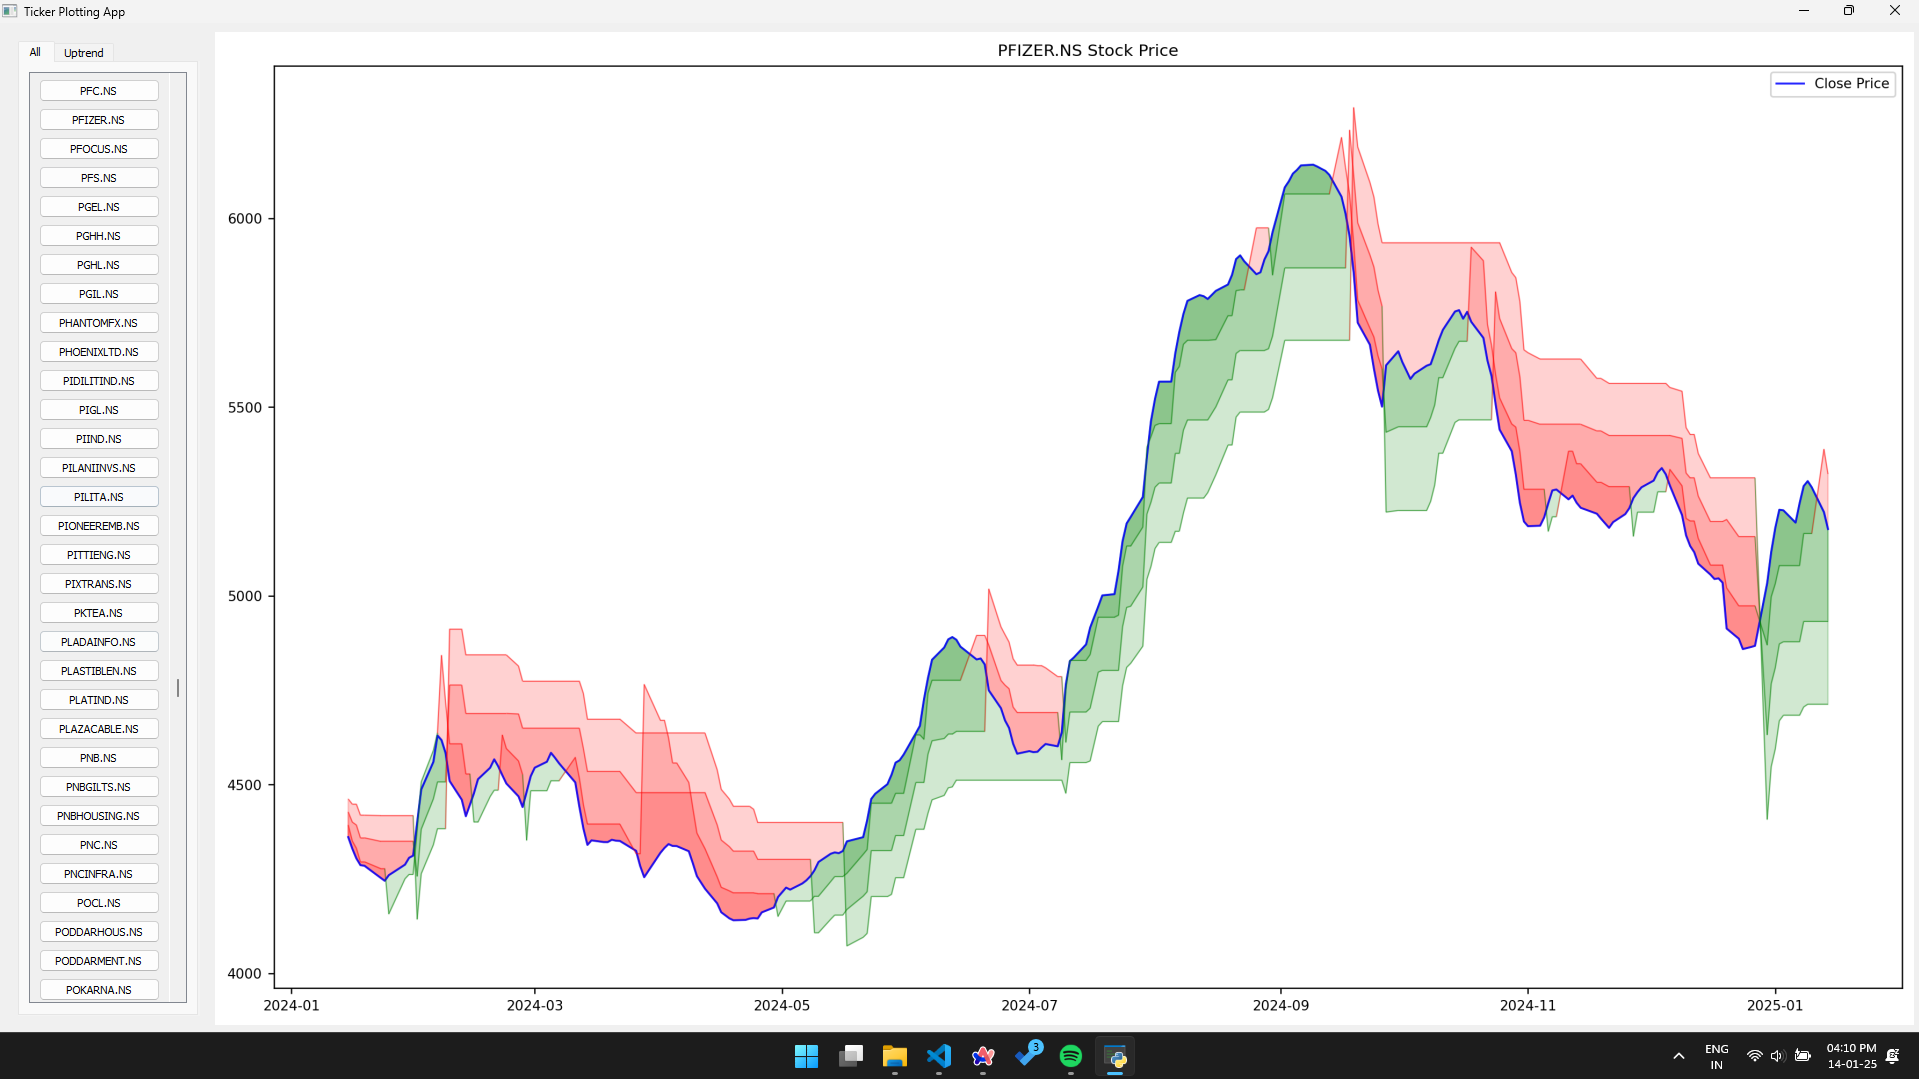 Ticker Plotting App
All
Uptrend
PFC.NS
PFIZER.NS
PFOCUS.NS
PFS.NS
PGEL.NS
PGHH.NS
PGHL.NS
PGIL.NS
PHANTOMFX.NS
PHOENIXLTD.NS
PIDILITIND.NS
PIGL.NS
PIIND.NS
PILANIINVS.NS
PILITA.NS
PIONEEREMB.NS
PITTIENG.NS
PIXTRANS.NS
PKTEA.NS
PLADAINFO.NS
PLASTIBLEN.NS
PLATIND.NS
PLAZACABLE.NS
PNB.NS
PNBGILTS.NS
PNBHOUSING.NS
PNC.NS
PNCINFRA.NS
POCL.NS
PODDARHOUS.NS
PODDARMENT.NS
POKARNA.NS
PFIZER.NS Stock Price
Close Price
6000
5500
5000
4500
4000
2024-01
2024-03
2024-05
2024-07
2024-09
2024-11
2025-01
3
ENG
IN
04:10 PM
14-01-25